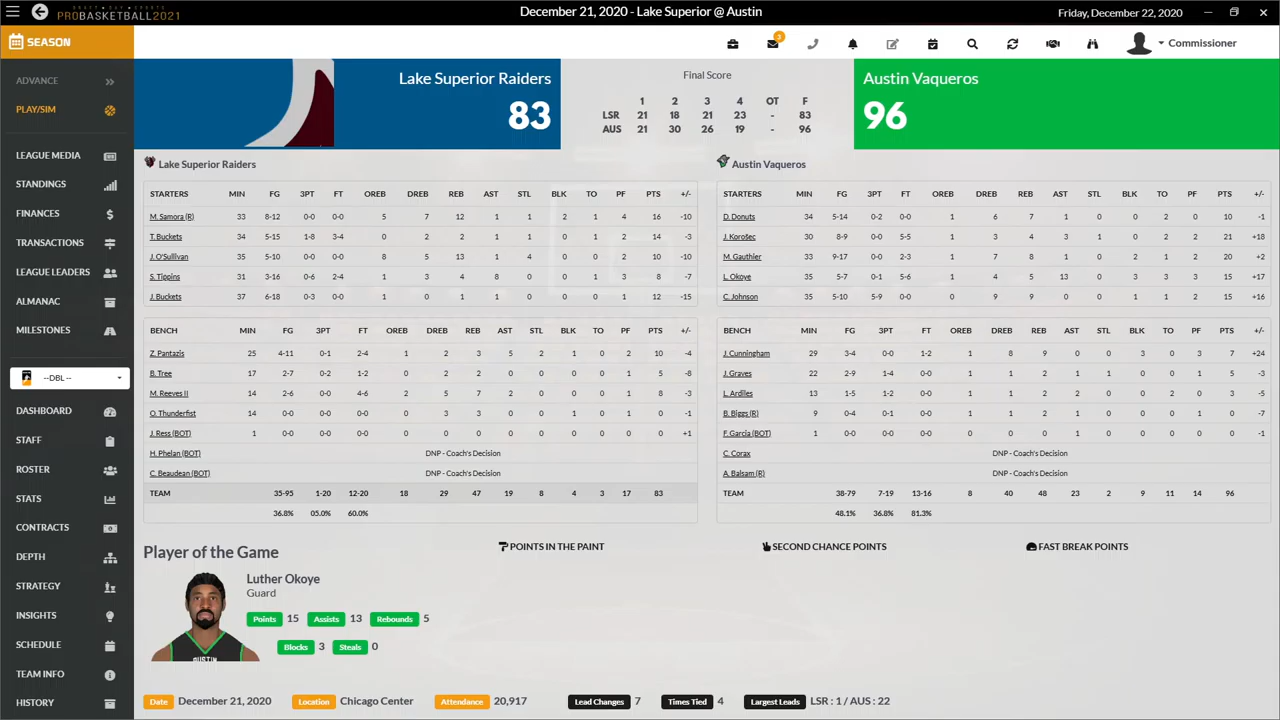 DRAFT • DAY • SPORTS
PROBASKETBALL2021
December 21, 2020 - Lake Superior @ Austin
Friday, December 22, 2020
SEASON
3
Commissioner
ADVANCE
PLAY/SIM
LEAGUE MEDIA
STANDINGS
FINANCES
TRANSACTIONS
LEAGUE LEADERS
ALMANAC
MILESTONES
--DBL --
DASHBOARD
STAFF
ROSTER
STATS
CONTRACTS
DEPTH
STRATEGY
INSIGHTS
SCHEDULE
TEAM INFO
HISTORY
Lake Superior Raiders
83
Final Score
1 2 3 4 OT F
LSR 21 18 21 23 - 83
AUS 21 30 26 19 - 96
Austin Vaqueros
96
Lake Superior Raiders
STARTERS MIN FG 3PT FT OREB DREB REB AST STL BLK TO PF PTS +/-
M. Samora (R) 33 8-12 0-0 0-0 5 7 12 1 1 2 1 4 16 -10
T. Buckets 34 5-15 1-8 3-4 0 2 2 1 1 0 1 2 14 -3
J. O'Sullivan 35 5-10 0-0 0-0 8 5 13 1 4 0 0 2 10 -10
S. Tippins 31 3-16 0-6 2-4 1 3 4 8 0 0 1 3 8 -7
J. Buckets 37 6-18 0-3 0-0 1 0 1 1 0 0 0 1 12 -15
BENCH MIN FG 3PT FT OREB DREB REB AST STL BLK TO PF PTS +/-
Z. Pantazis 25 4-11 0-1 2-4 1 2 3 5 2 1 0 2 10 -4
B. Tree 17 2-7 0-2 1-2 0 2 2 0 0 0 0 1 5 -8
M. Reeves II 14 2-6 0-0 4-6 2 5 7 2 0 0 0 1 8 -3
O. Thunderfist 14 0-0 0-0 0-0 0 3 3 0 0 1 0 1 0 -1
J. Ress (BOT) 1 0-0 0-0 0-0 0 0 0 0 0 0 0 0 0 +1
H. Phelan (BOT) DNP - Coach's Decision
C. Beaudean (BOT) DNP - Coach's Decision
TEAM 35-95 1-20 12-20 18 29 47 19 8 4 3 17 83
36.8% 05.0% 60.0%
Austin Vaqueros
STARTERS MIN FG 3PT FT OREB DREB REB AST STL BLK TO PF PTS +/-
D. Donuts 34 5-14 0-2 0-0 1 6 7 1 0 0 2 0 10 -1
J. Korošec 30 8-9 0-0 5-5 1 3 4 3 1 0 2 2 21 +18
M. Gauthier 33 9-17 0-0 2-3 1 7 8 1 0 2 1 2 20 +2
L. Okoye 35 5-7 0-1 5-6 1 4 5 13 0 3 3 1 15 +17
C. Johnson 35 5-10 5-9 0-0 0 9 9 0 0 1 1 2 15 +16
BENCH MIN FG 3PT FT OREB DREB REB AST STL BLK TO PF PTS +/-
J. Cunningham 29 3-4 0-0 1-2 1 8 9 1 0 3 0 3 7 +24
J. Graves 22 2-9 1-4 0-0 1 1 2 1 1 0 0 1 5 -3
L. Ardiles 13 1-5 1-2 0-0 1 1 2 2 0 0 2 0 3 -5
B. Biggs (R) 9 0-4 0-1 0-0 1 1 2 1 0 0 0 1 0 -7
F. Garcia (BOT) 1 0-0 0-0 0-0 0 0 0 1 0 0 0 0 0 -1
C. Corax DNP - Coach's Decision
A. Balsam (R) DNP - Coach's Decision
TEAM 38-79 7-19 13-16 8 40 48 23 2 9 11 14 96
48.1% 36.8% 81.3%
Player of the Game
POINTS IN THE PAINT
SECOND CHANCE POINTS
FAST BREAK POINTS
Luther Okoye
Guard
Points 15 Assists 13 Rebounds 5
Blocks 3 Steals 0
AUSTIN
Date December 21, 2020 Location Chicago Center Attendance 20,917 Lead Changes 7 Times Tied 4 Largest Leads LSR : 1 / AUS : 22